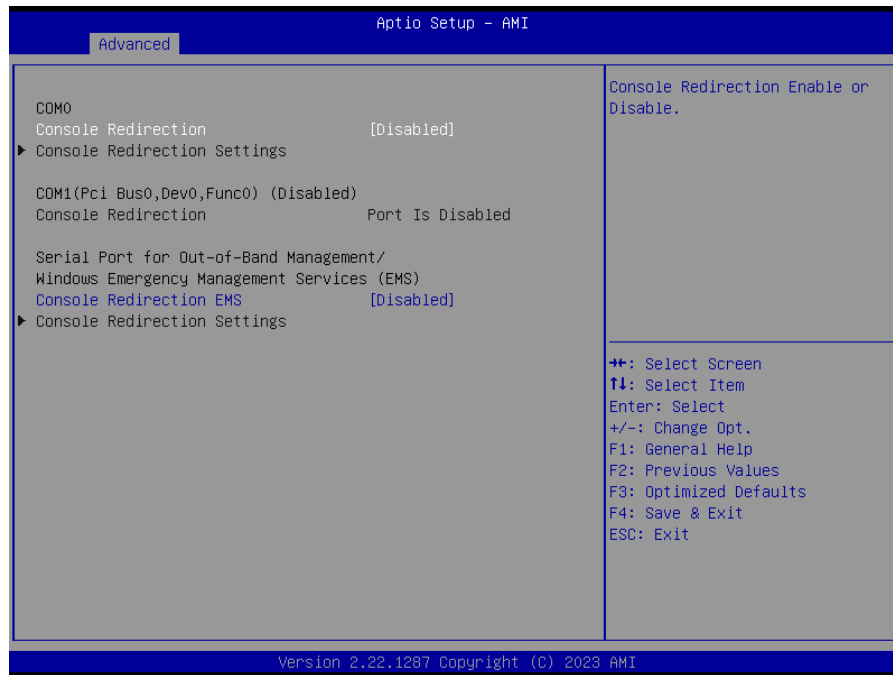 Aptio Setup – AMI
Advanced
COM0
Console Redirection [Disabled]
Console Redirection Settings
COM1(Pci Bus0,Dev0,Func0) (Disabled)
Console Redirection Port Is Disabled
Serial Port for Out-of-Band Management/
Windows Emergency Management Services (EMS)
Console Redirection EMS [Disabled]
Console Redirection Settings
Console Redirection Enable or
Disable.
→←: Select Screen
↑↓: Select Item
Enter: Select
+/-: Change Opt.
F1: General Help
F2: Previous Values
F3: Optimized Defaults
F4: Save & Exit
ESC: Exit
Version 2.22.1287 Copyright (C) 2023 AMI